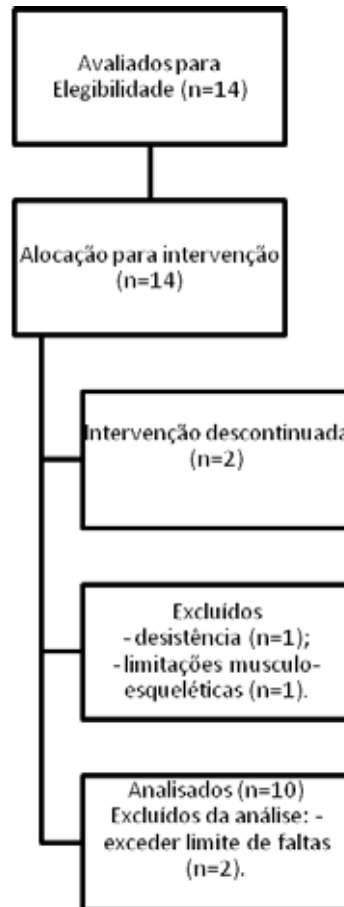 Avaliados para
Elegibilidade (n=14)
Alocação para intervenção
(n=14)
Intervenção descontinuada
(n=2)
Excluídos
-desistência (n=1);
-limitações musculo-
esqueléticas (n=1).
Analisados (n=10)
Excluídos da análise: -
exceder limite de faltas
(n=2).